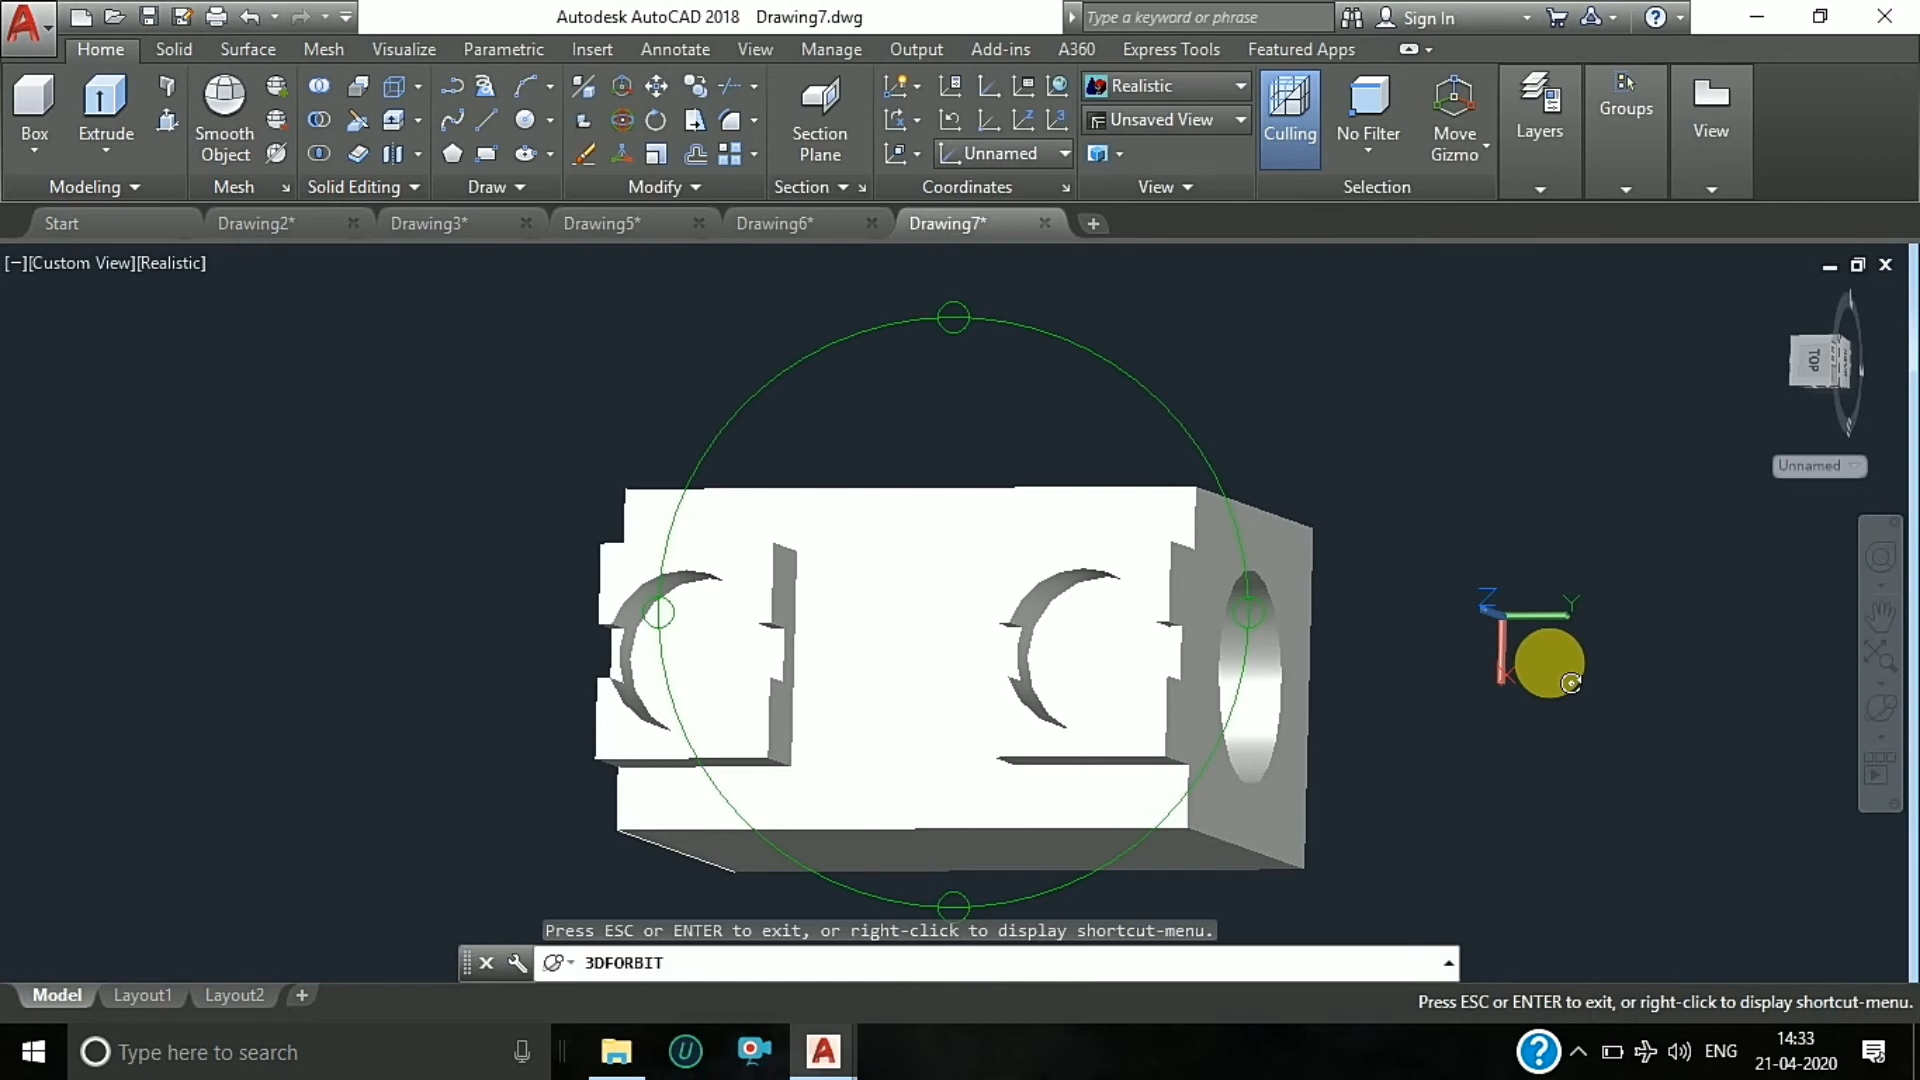 Autodesk AutoCAD 2018 Drawing7.dwg
Type a keyword or phrase
Sign In
Home Solid Surface Mesh Visualize Parametric Insert Annotate View Manage Output Add-ins A360 Express Tools Featured Apps
Box
Extrude
Smooth Object
Section Plane
Unnamed
Realistic
Unsaved View
Culling
No Filter
Move Gizmo
Layers
Groups
View
Modeling Mesh Solid Editing Draw Modify Section Coordinates View Selection
Start Drawing2* Drawing3* Drawing5* Drawing6* Drawing7*
[−][Custom View][Realistic]
TOP
Unnamed
Z Y
X
Press ESC or ENTER to exit, or right-click to display shortcut-menu.
3DFORBIT
Model Layout1 Layout2
Press ESC or ENTER to exit, or right-click to display shortcut-menu.
Type here to search
ENG
14:33
21-04-2020